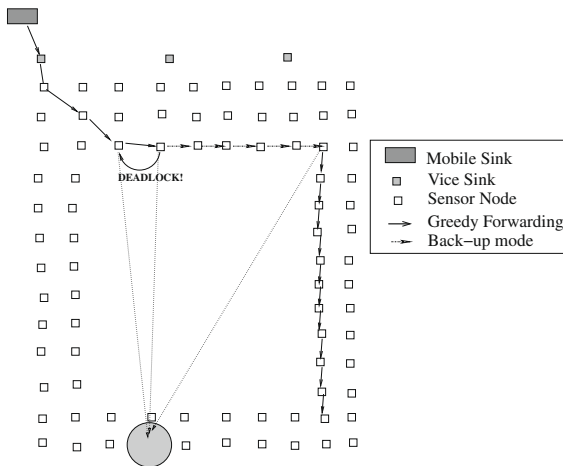 DEADLOCK!
Mobile Sink
Vice Sink
Sensor Node
Greedy Forwarding
Back-up mode